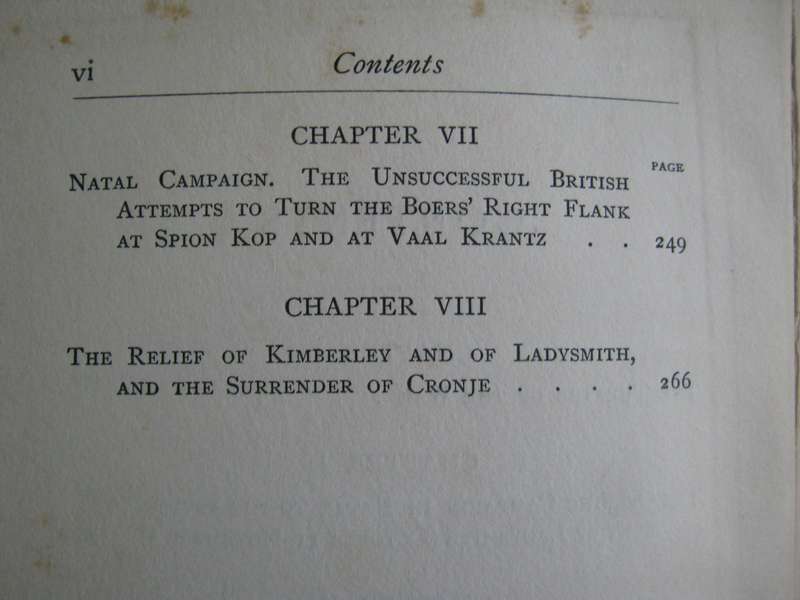 vi Contents
CHAPTER VII
PAGE
Natal Campaign. The Unsuccessful British
Attempts to Turn the Boers' Right Flank
at Spion Kop and at Vaal Krantz . . 249
CHAPTER VIII
The Relief of Kimberley and of Ladysmith,
and the Surrender of Cronje . . . . 266